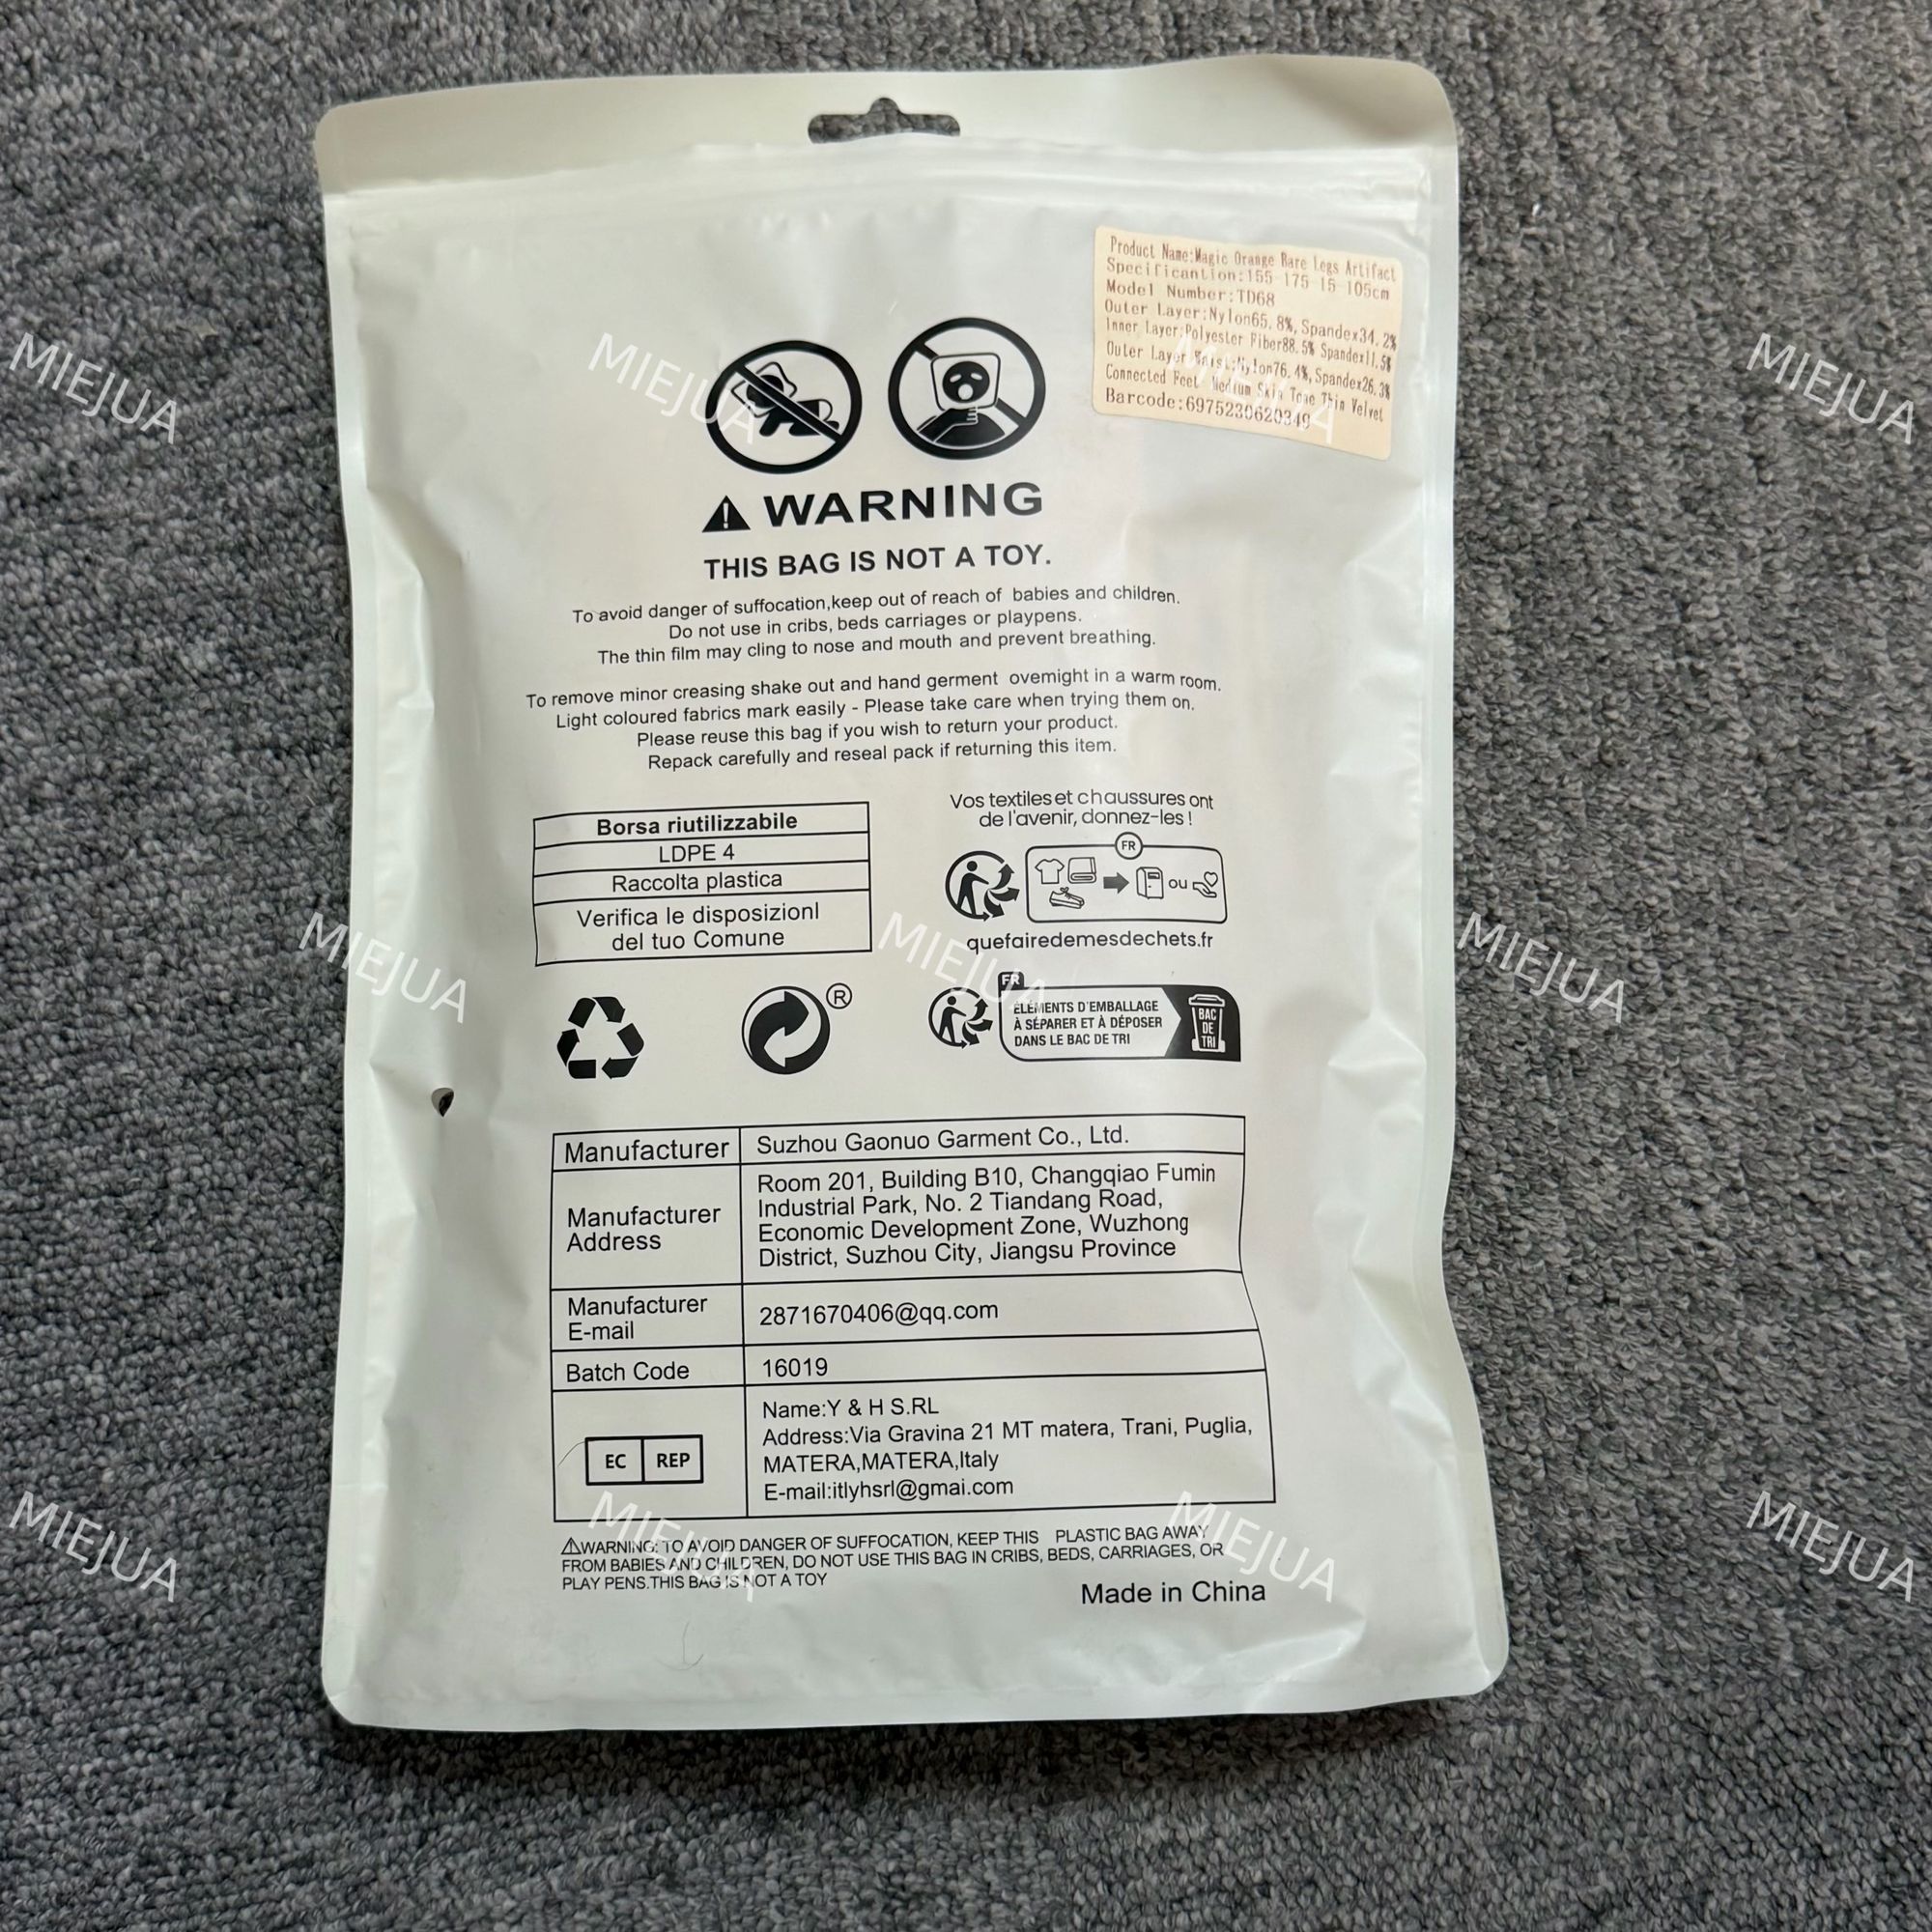 Product Name:Magic Orange Bare Legs Artifact
Specificantion:155-175 15-105cm
Model Number:TD68
Outer Layer:Nylon65.8%,Spandex34.2%
Inner Layer:Polyester Fiber88.5% Spandex11.5%
Outer Layer Waist:Nylon76.4%,Spandex26.3%
Connected Feet Medium Skin Tone Thin Velvet
Barcode:6975230620349
WARNING
THIS BAG IS NOT A TOY.
To avoid danger of suffocation,keep out of reach of babies and children.
Do not use in cribs, beds carriages or playpens.
The thin film may cling to nose and mouth and prevent breathing.
To remove minor creasing shake out and hand germent overnight in a warm room.
Light coloured fabrics mark easily - Please take care when trying them on.
Please reuse this bag if you wish to return your product.
Repack carefully and reseal pack if returning this item.
Borsa riutilizzabile
LDPE 4
Raccolta plastica
Verifica le disposizionl
del tuo Comune
Vos textiles et chaussures ont
de l'avenir, donnez-les !
FR
ou
quefairedemesdechets.fr
®
FR
ÉLÉMENTS D'EMBALLAGE
À SÉPARER ET À DÉPOSER
DANS LE BAC DE TRI
BAC
DE
TRI
Manufacturer
Suzhou Gaonuo Garment Co., Ltd.
Manufacturer
Address
Room 201, Building B10, Changqiao Fumin
Industrial Park, No. 2 Tiandang Road,
Economic Development Zone, Wuzhong
District, Suzhou City, Jiangsu Province
Manufacturer
E-mail
2871670406@qq.com
Batch Code
16019
EC REP
Name:Y & H S.RL
Address:Via Gravina 21 MT matera, Trani, Puglia,
MATERA,MATERA,Italy
E-mail:itlyhsrl@gmai.com
WARNING: TO AVOID DANGER OF SUFFOCATION, KEEP THIS PLASTIC BAG AWAY
FROM BABIES AND CHILDREN, DO NOT USE THIS BAG IN CRIBS, BEDS, CARRIAGES, OR
PLAY PENS.THIS BAG IS NOT A TOY
Made in China
MIEJUA
MIEJUA
MIEJUA
MIEJUA
MIEJUA
MIEJUA
MIEJUA
MIEJUA
MIEJUA
MIEJUA
MIEJUA